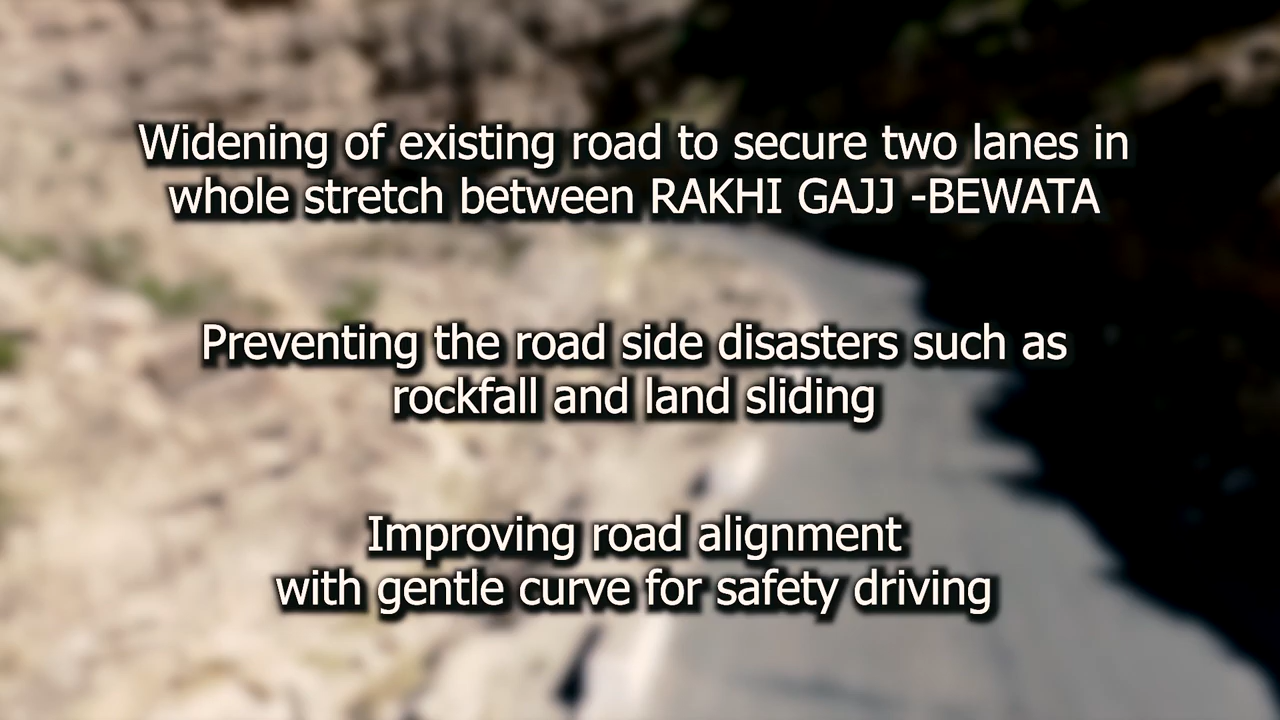 Widening of existing road to secure two lanes in
whole stretch between RAKHI GAJJ -BEWATA
Preventing the road side disasters such as
rockfall and land sliding
Improving road alignment
with gentle curve for safety driving